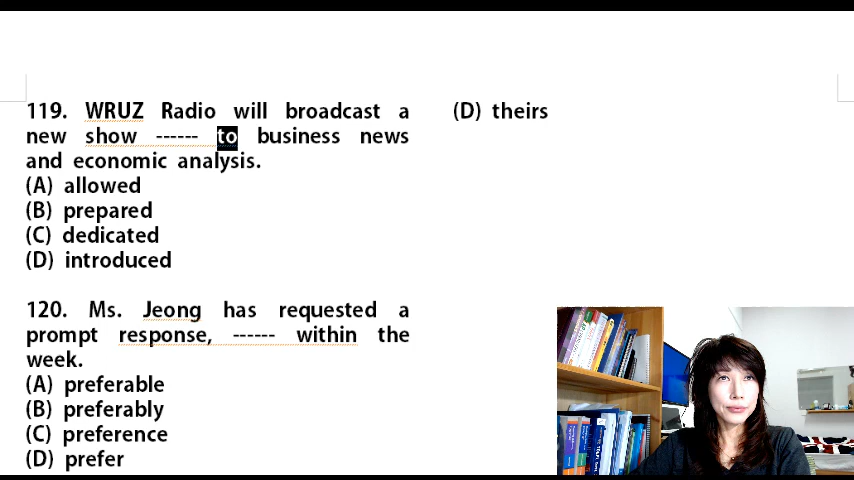 119. WRUZ Radio will broadcast a
new show ------ to business news
and economic analysis.
(A) allowed
(B) prepared
(C) dedicated
(D) introduced
120. Ms. Jeong has requested a
prompt response, ------ within the
week.
(A) preferable
(B) preferably
(C) preference
(D) prefer
(D) theirs